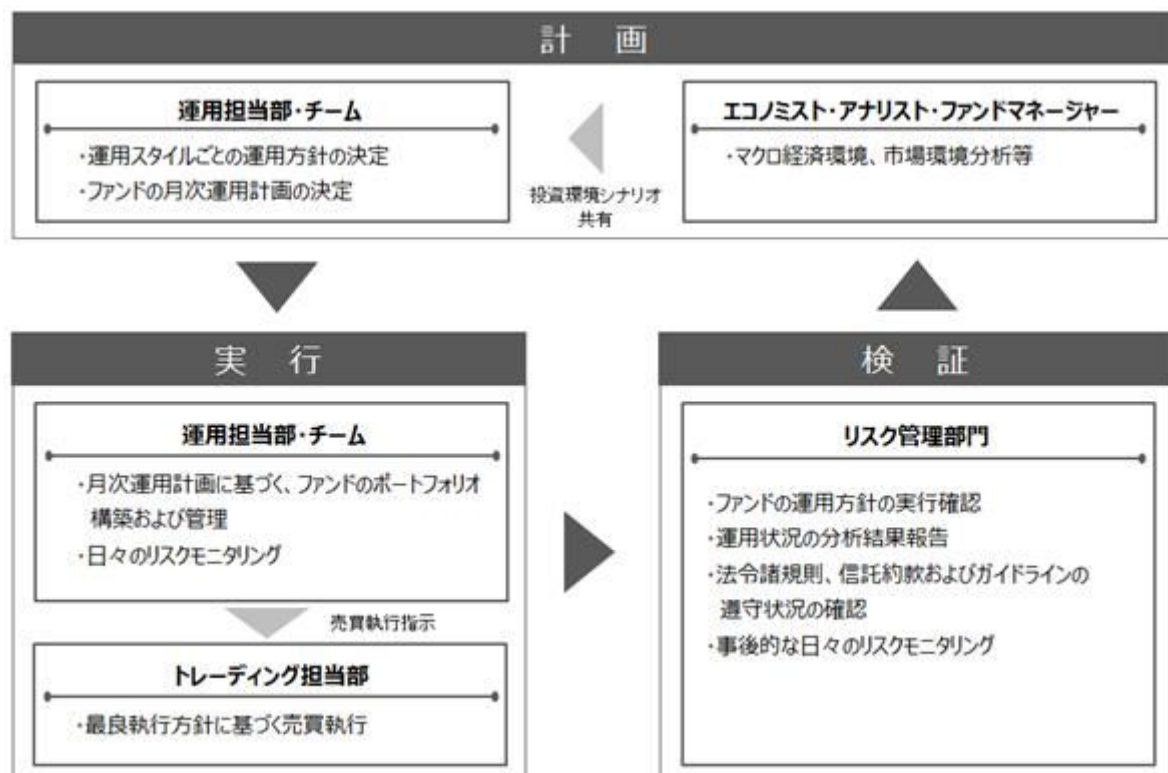 計 画
運用担当部・チーム
・運用スタイルごとの運用方針の決定
・ファンドの月次運用計画の決定
投資環境シナリオ
共有
エコノミスト・アナリスト・ファンドマネージャー
・マクロ経済環境、市場環境分析等
実 行
運用担当部・チーム
・月次運用計画に基づく、ファンドのポートフォリオ
構築および管理
・日々のリスクモニタリング
売買執行指示
トレーディング担当部
・最良執行方針に基づく売買執行
検 証
リスク管理部門
・ファンドの運用方針の実行確認
・運用状況の分析結果報告
・法令諸規則、信託約款およびガイドラインの
遵守状況の確認
・事後的な日々のリスクモニタリング